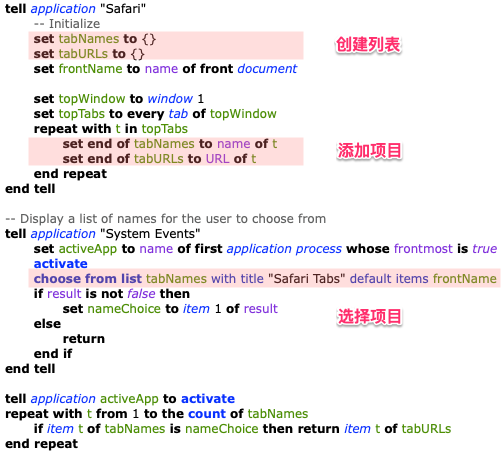 tell application "Safari"
-- Initialize
set tabNames to {}
set tabURLs to {}
创建列表
set frontName to name of front document
set topWindow to window 1
set topTabs to every tab of topWindow
repeat with t in topTabs
set end of tabNames to name of t
set end of tabURLs to URL of t
添加项目
end repeat
end tell
-- Display a list of names for the user to choose from
tell application "System Events"
set activeApp to name of first application process whose frontmost is true
activate
choose from list tabNames with title "Safari Tabs" default items frontName
if result is not false then
set nameChoice to item 1 of result
选择项目
else
return
end if
end tell
tell application activeApp to activate
repeat with t from 1 to the count of tabNames
if item t of tabNames is nameChoice then return item t of tabURLs
end repeat